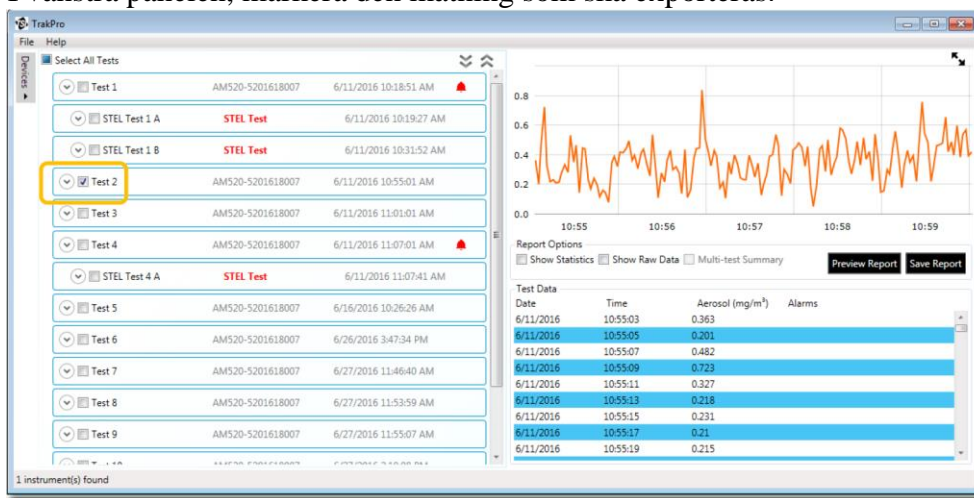 I vänstra panelen, markera den mätning som ska exporteras.
TrakPro
File Help
Devices
Select All Tests
Test 1 AM520-5201618007 6/11/2016 10:18:51 AM
STEL Test 1 A STEL Test 6/11/2016 10:19:27 AM
STEL Test 1 B STEL Test 6/11/2016 10:31:52 AM
Test 2 AM520-5201618007 6/11/2016 10:55:01 AM
Test 3 AM520-5201618007 6/11/2016 11:01:01 AM
Test 4 AM520-5201618007 6/11/2016 11:07:01 AM
STEL Test 4 A STEL Test 6/11/2016 11:07:41 AM
Test 5 AM520-5201618007 6/16/2016 10:26:26 AM
Test 6 AM520-5201618007 6/26/2016 3:47:34 PM
Test 7 AM520-5201618007 6/27/2016 11:46:40 AM
Test 8 AM520-5201618007 6/27/2016 11:53:59 AM
Test 9 AM520-5201618007 6/27/2016 11:55:07 AM
0.8
0.6
0.4
0.2
0.0
10:55 10:56 10:57 10:58 10:59
Report Options
Show Statistics Show Raw Data Multi-test Summary Preview Report Save Report
Test Data
Date Time Aerosol (mg/m³) Alarms
6/11/2016 10:55:03 0.363
6/11/2016 10:55:05 0.201
6/11/2016 10:55:07 0.482
6/11/2016 10:55:09 0.723
6/11/2016 10:55:11 0.327
6/11/2016 10:55:13 0.218
6/11/2016 10:55:15 0.231
6/11/2016 10:55:17 0.21
6/11/2016 10:55:19 0.215
1 instrument(s) found